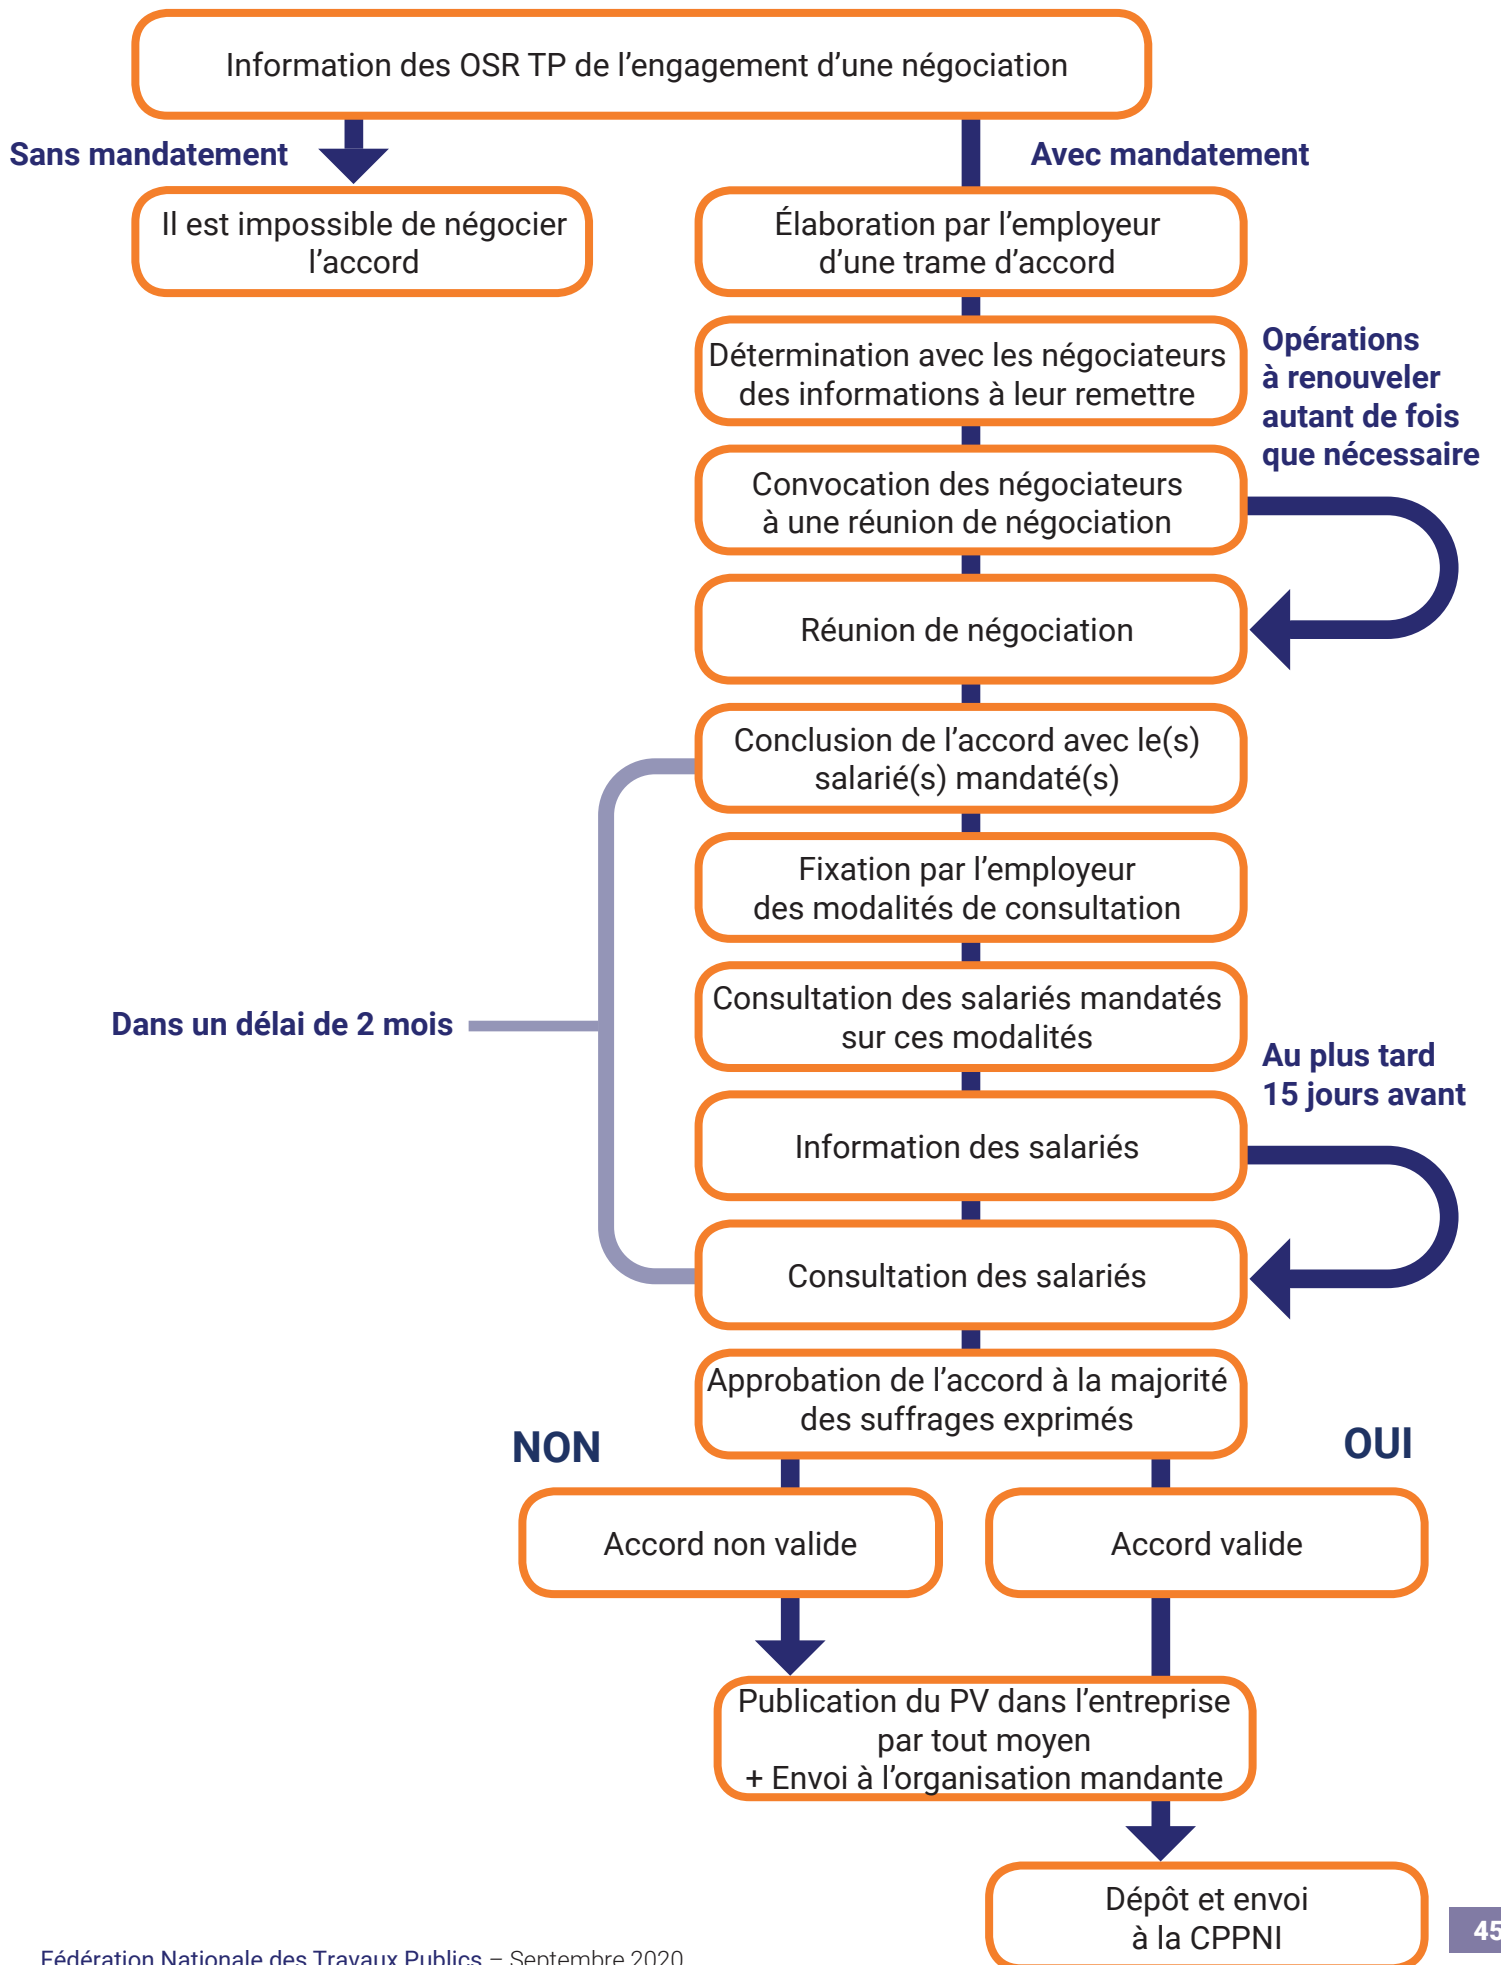 Information des OSR TP de l’engagement d’une négociation
Sans mandatement
Avec mandatement
Il est impossible de négocier
l’accord
Élaboration par l’employeur
d’une trame d’accord
Détermination avec les négociateurs
des informations à leur remettre
Opérations
à renouveler
autant de fois
que nécessaire
Convocation des négociateurs
à une réunion de négociation
Réunion de négociation
Conclusion de l’accord avec le(s)
salarié(s) mandaté(s)
Fixation par l’employeur
des modalités de consultation
Consultation des salariés mandatés
sur ces modalités
Dans un délai de 2 mois
Au plus tard
15 jours avant
Information des salariés
Consultation des salariés
Approbation de l’accord à la majorité
des suffrages exprimés
NON
OUI
Accord non valide
Accord valide
Publication du PV dans l’entreprise
par tout moyen
+ Envoi à l’organisation mandante
Dépôt et envoi
à la CPPNI
45
Fédération Nationale des Travaux Publics – Septembre 2020